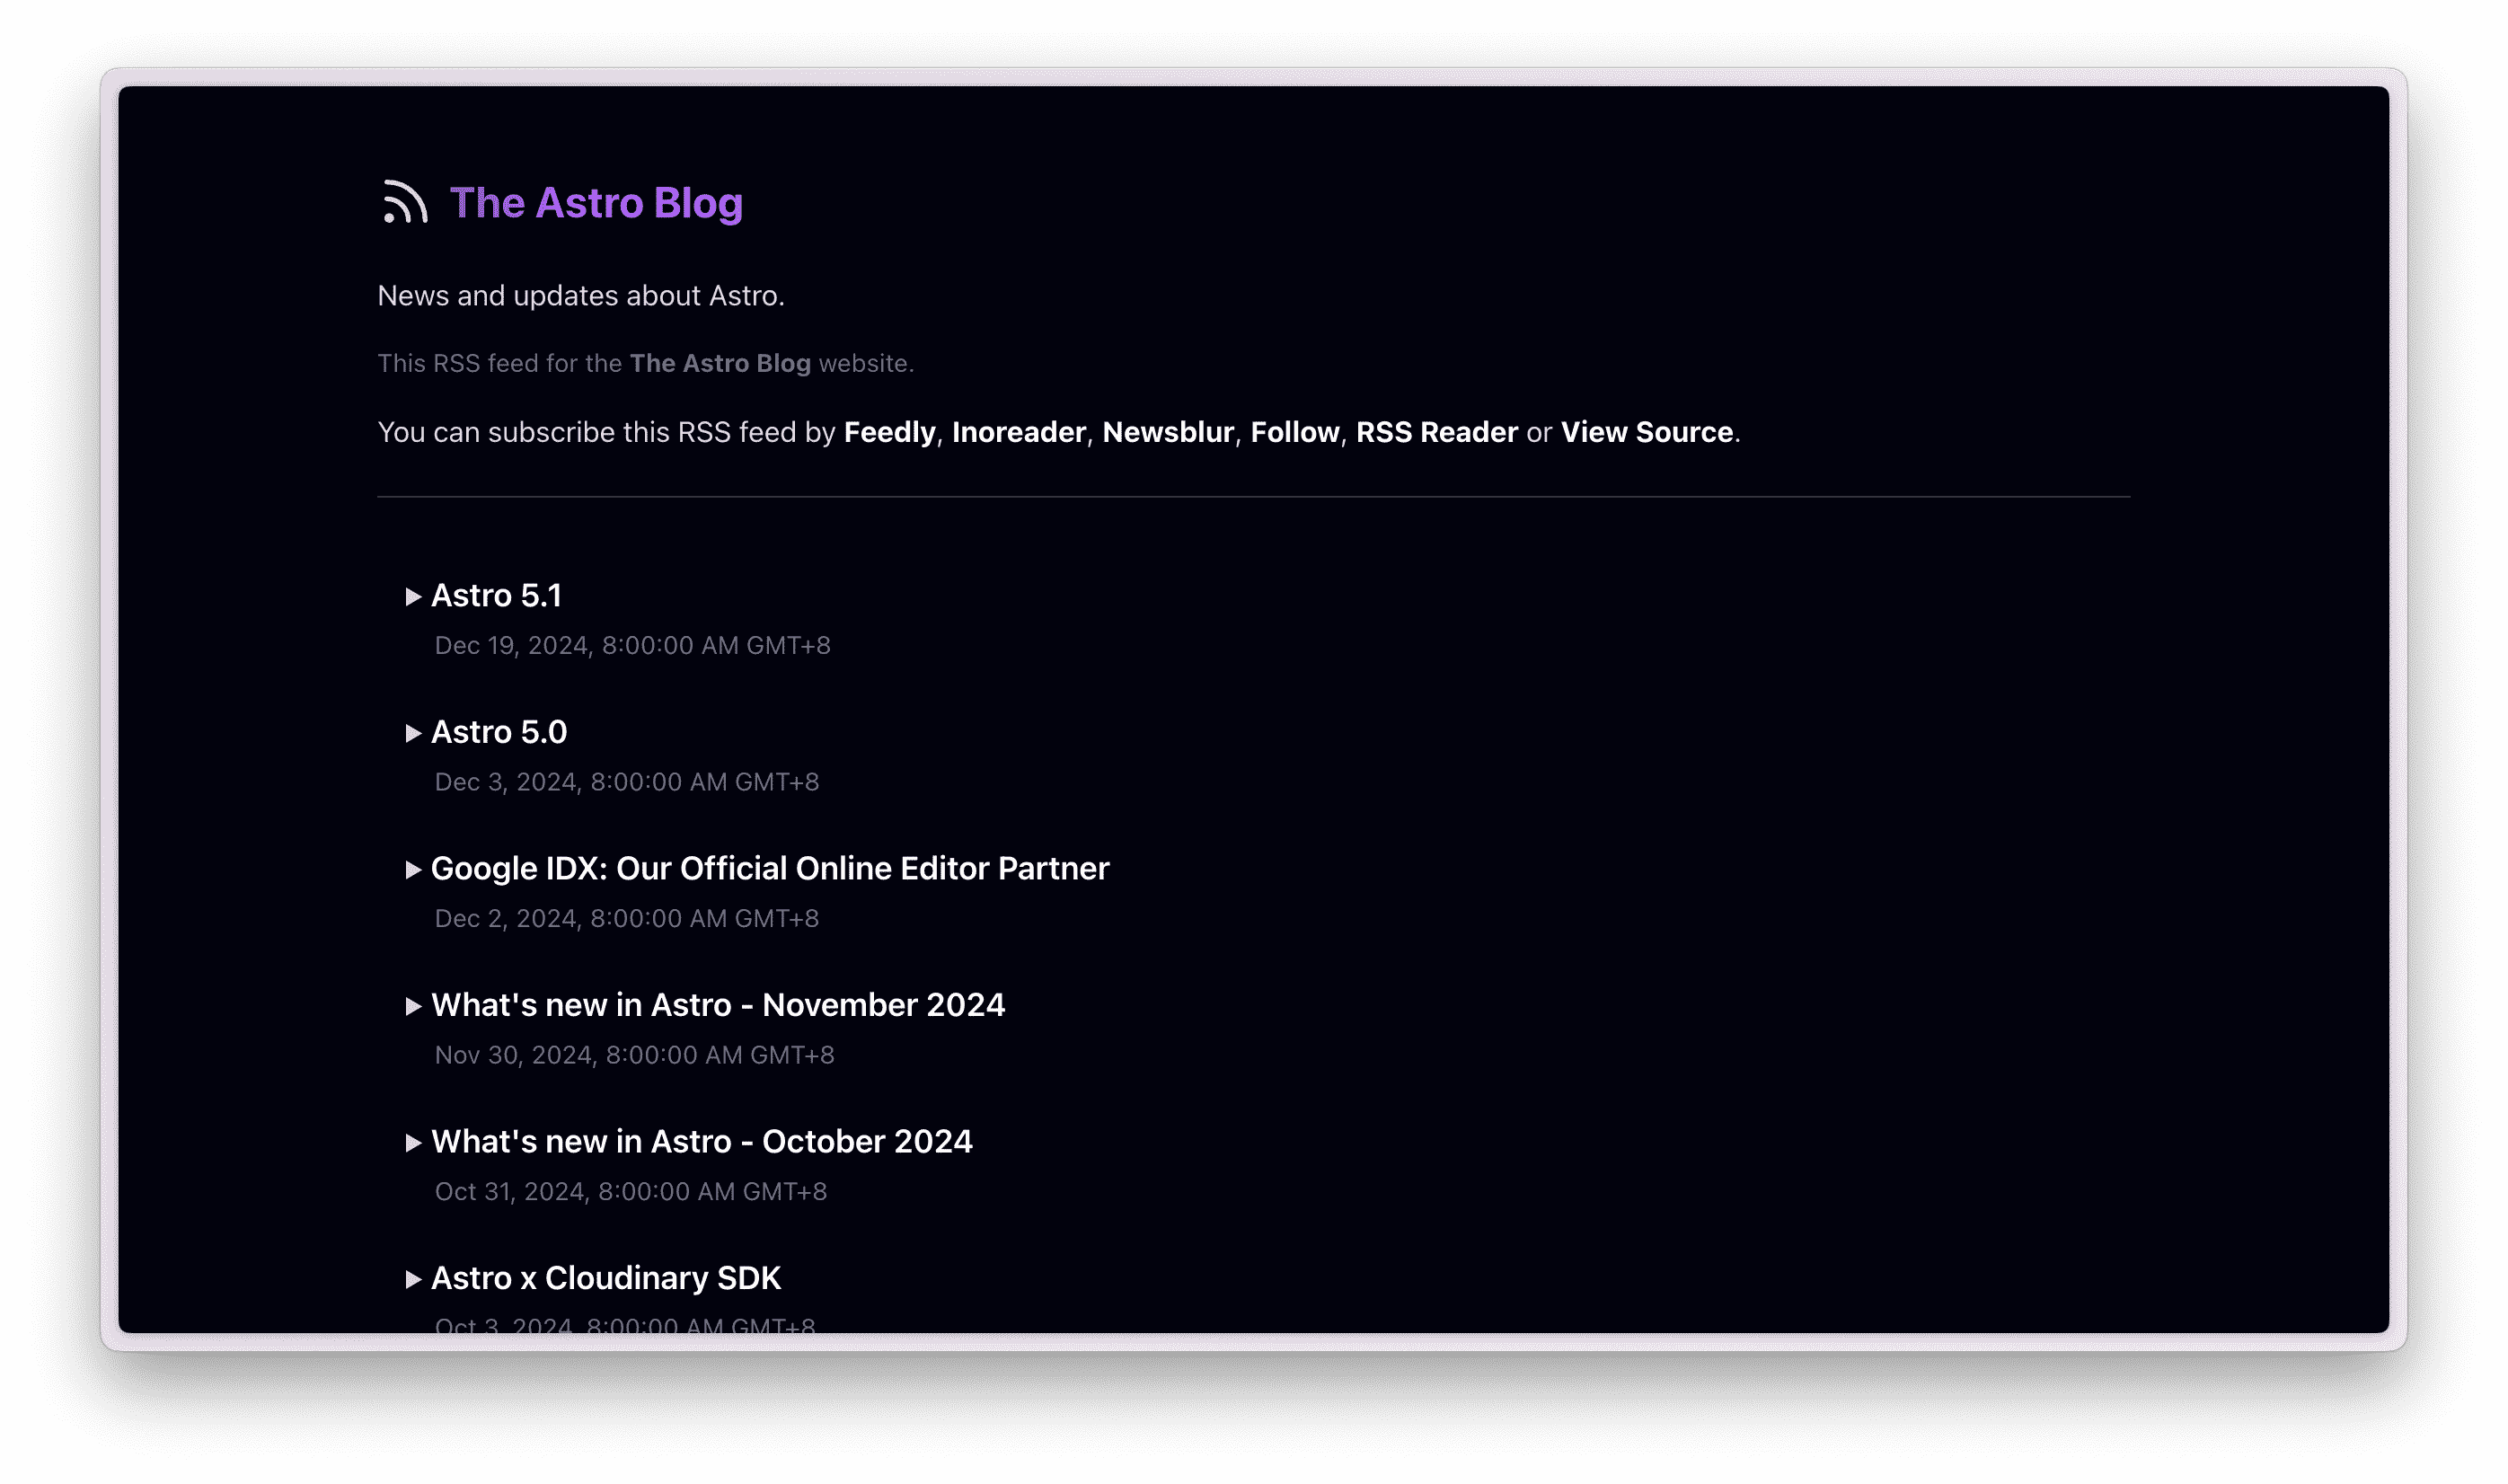 The Astro Blog
News and updates about Astro.
This RSS feed for the The Astro Blog website.
You can subscribe this RSS feed by Feedly, Inoreader, Newsblur, Follow, RSS Reader or View Source.
Astro 5.1
Dec 19, 2024, 8:00:00 AM GMT+8
Astro 5.0
Dec 3, 2024, 8:00:00 AM GMT+8
Google IDX: Our Official Online Editor Partner
Dec 2, 2024, 8:00:00 AM GMT+8
What's new in Astro - November 2024
Nov 30, 2024, 8:00:00 AM GMT+8
What's new in Astro - October 2024
Oct 31, 2024, 8:00:00 AM GMT+8
Astro x Cloudinary SDK
Oct 3, 2024, 8:00:00 AM GMT+8